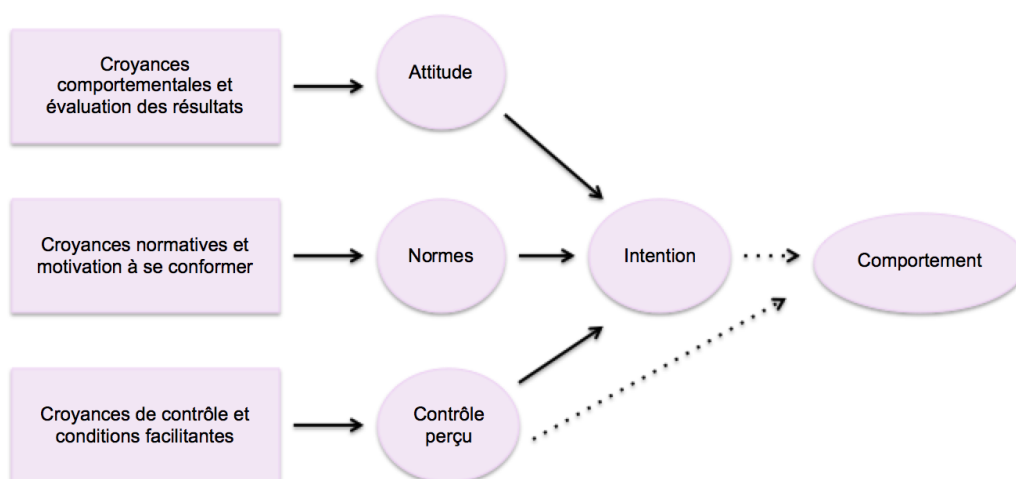 Croyances
comportementales et
évaluation des résultats
Attitude
Croyances normatives et
motivation à se conformer
Normes
Intention
Comportement
Croyances de contrôle et
conditions facilitantes
Contrôle
perçu